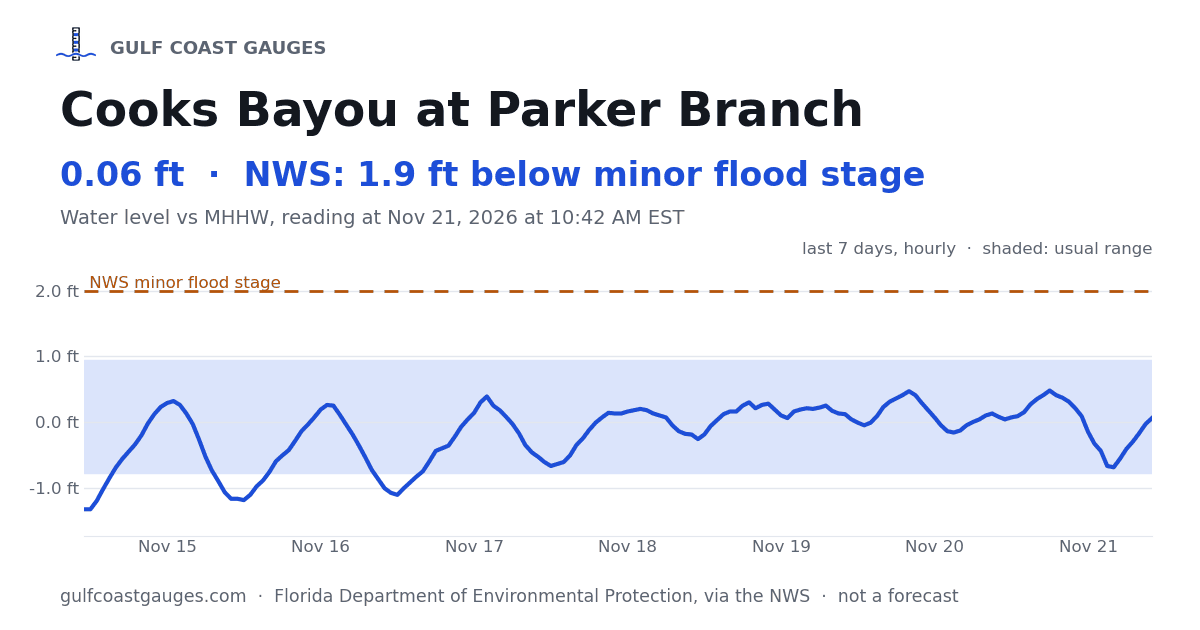 GULF COAST GAUGES
Cooks Bayou at Parker Branch
0.06 ft · NWS: 1.9 ft below minor flood stage
Water level vs MHHW, reading at Nov 21, 2026 at 10:42 AM EST
last 7 days, hourly · shaded: usual range
NWS minor flood stage
2.0 ft
1.0 ft
0.0 ft
-1.0 ft
Nov 15 Nov 16 Nov 17 Nov 18 Nov 19 Nov 20 Nov 21
gulfcoastgauges.com · Florida Department of Environmental Protection, via the NWS · not a forecast